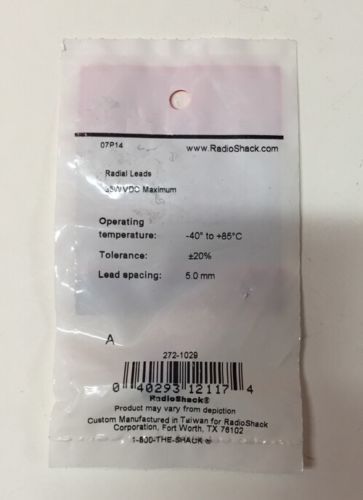 07P14 www.RadioShack.com
Radial Leads
35WVDC Maximum
Operating
temperature: -40° to +85°C
Tolerance: ±20%
Lead spacing: 5.0 mm
A
272-1029
0 40293 12117 4
RadioShack®
Product may vary from depiction
Custom Manufactured in Taiwan for RadioShack
Corporation, Fort Worth, TX 76102
1-800-THE-SHACK®